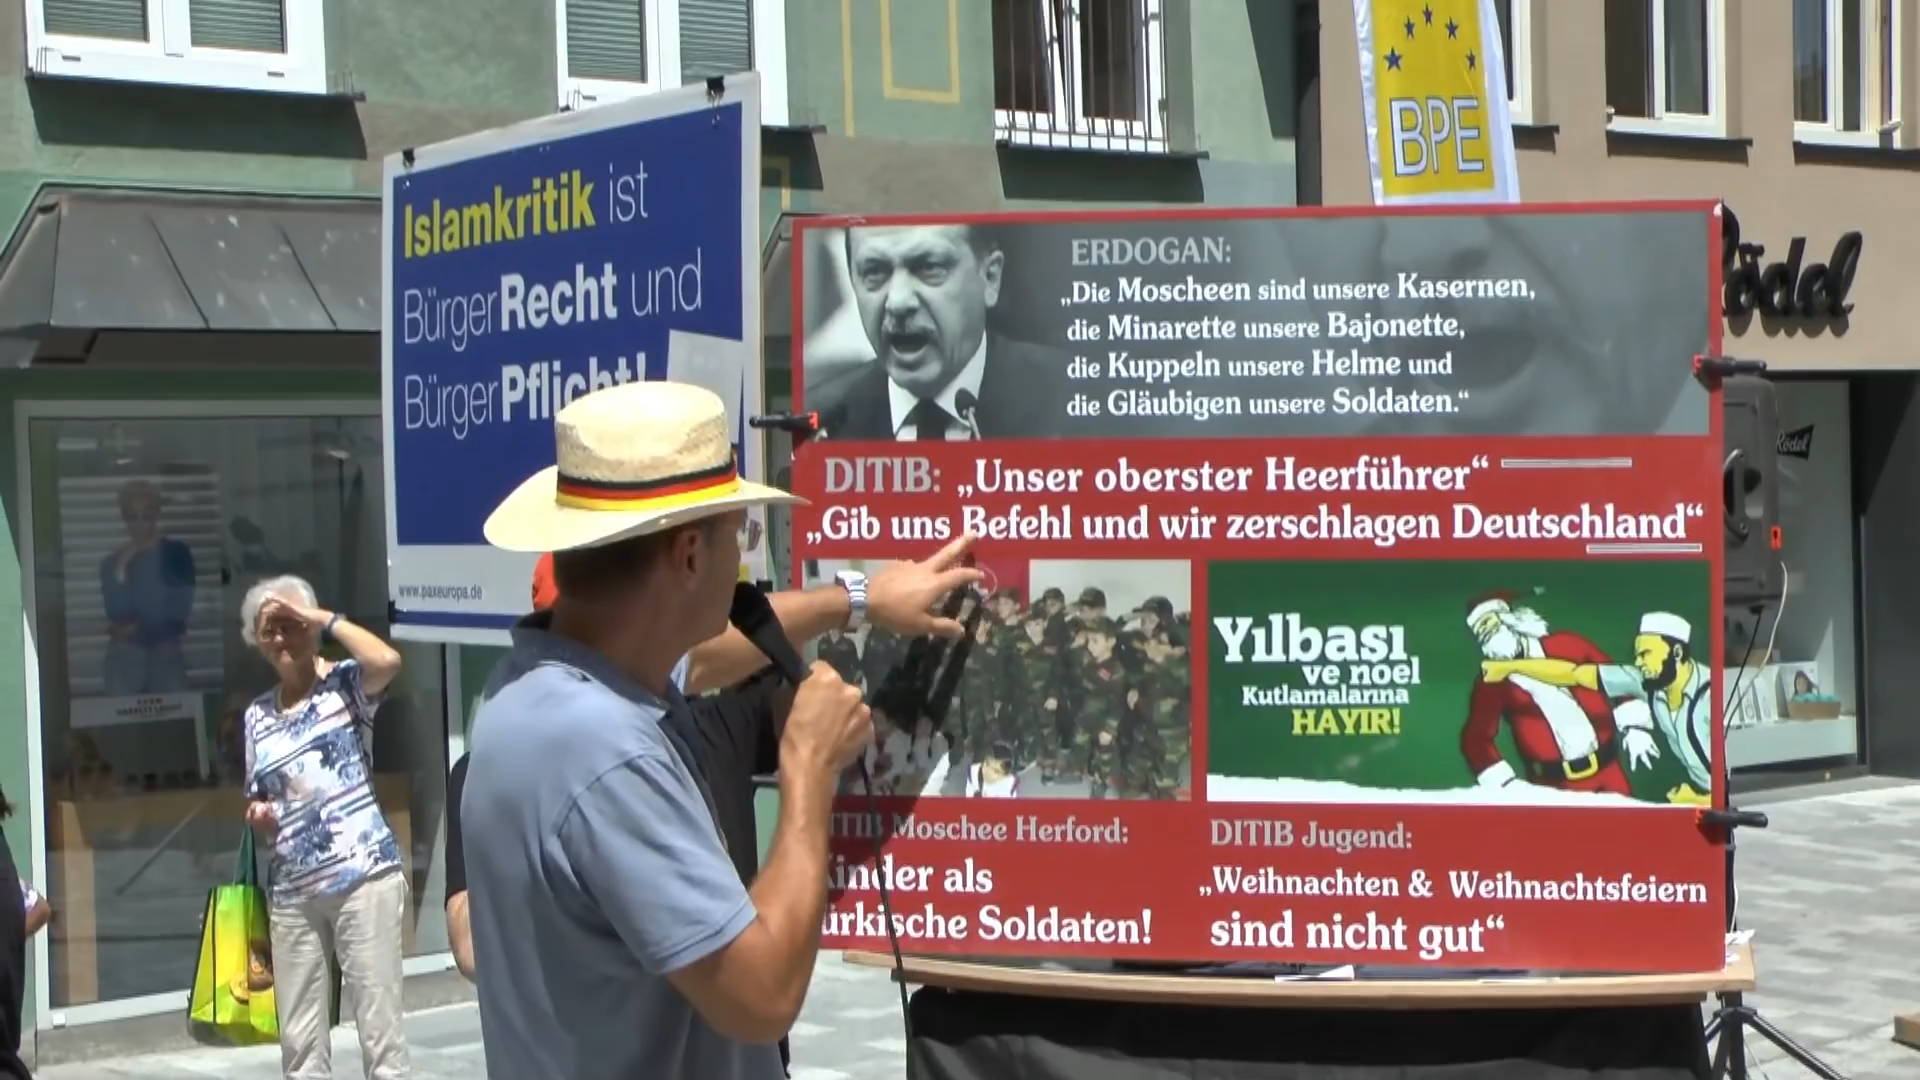 Islamkritik ist
BürgerRecht und
BürgerPflicht!
www.paxeuropa.de
BPE
Rödel
Rödel
ERDOGAN:
„Die Moscheen sind unsere Kasernen,
die Minarette unsere Bajonette,
die Kuppeln unsere Helme und
die Gläubigen unsere Soldaten.“
DITIB: „Unser oberster Heerführer“
„Gib uns Befehl und wir zerschlagen Deutschland“
Yılbaşı
ve noel
Kutlamalarına
HAYIR!
DITIB Moschee Herford:
Kinder als
türkische Soldaten!
DITIB Jugend:
„Weihnachten & Weihnachtsfeiern
sind nicht gut“